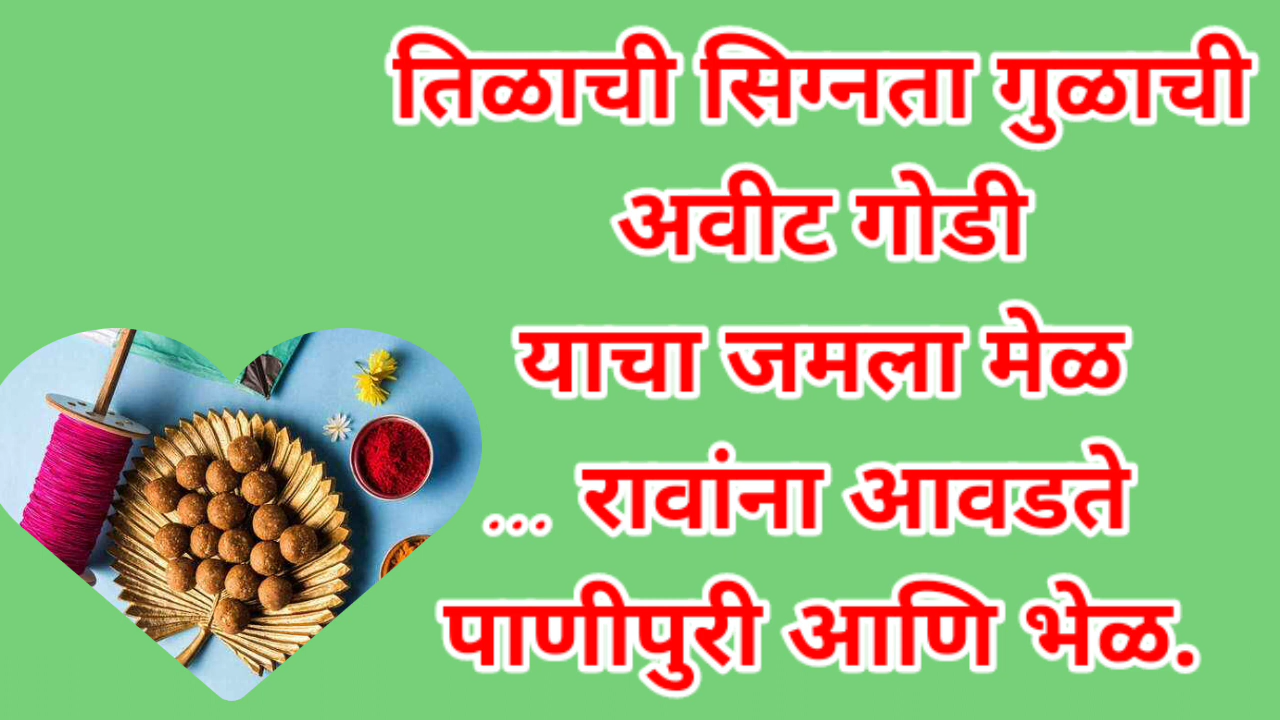 तिळाची सिग्नता गुळाची
अवीट गोडी
याचा जमला मेळ
... रावांना आवडते
पाणीपुरी आणि भेळ.